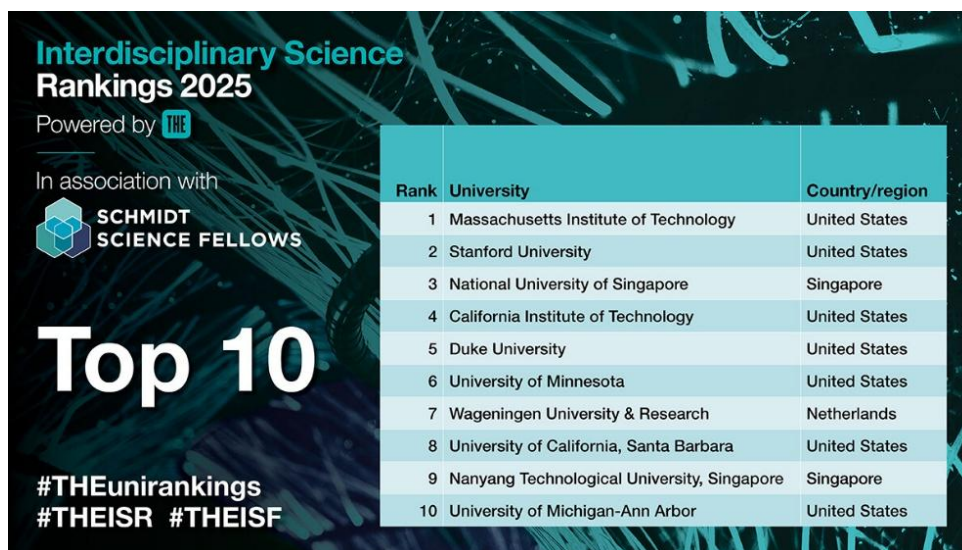 Interdisciplinary Science
Rankings 2025
Powered by THE
In association with
SCHMIDT
SCIENCE FELLOWS
Top 10
#THEunirankings
#THEISR #THEISF
Rank University Country/region
1 Massachusetts Institute of Technology United States
2 Stanford University United States
3 National University of Singapore Singapore
4 California Institute of Technology United States
5 Duke University United States
6 University of Minnesota United States
7 Wageningen University & Research Netherlands
8 University of California, Santa Barbara United States
9 Nanyang Technological University, Singapore Singapore
10 University of Michigan-Ann Arbor United States